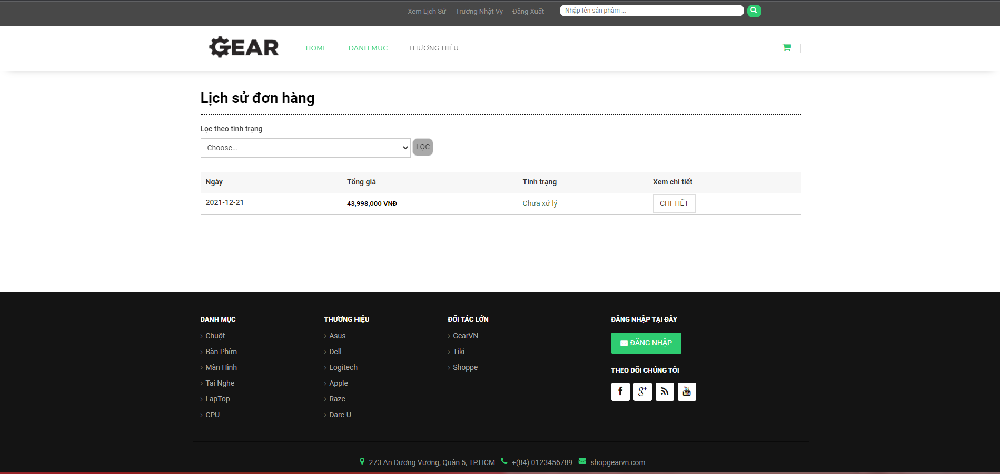 Xem Lịch Sử Trương Nhật Vy Đăng Xuất Nhập tên sản phẩm ...
GEAR HOME DANH MỤC THƯƠNG HIỆU
Lịch sử đơn hàng
Lọc theo tình trạng
Choose... LỌC
Ngày Tổng giá Tình trạng Xem chi tiết
2021-12-21 43,998,000 VNĐ Chưa xử lý CHI TIẾT
DANH MỤC THƯƠNG HIỆU ĐỐI TÁC LỚN ĐĂNG NHẬP TẠI ĐÂY
Chuột Asus GearVN
ĐĂNG NHẬP
Bàn Phím Dell Tiki
Màn Hình Logitech Shoppe
THEO DÕI CHÚNG TÔI
Tai Nghe Apple
f g+ You Tube
LapTop Raze
CPU Dare-U
273 An Dương Vương, Quận 5, TP.HCM +(84) 0123456789 shopgearvn.com